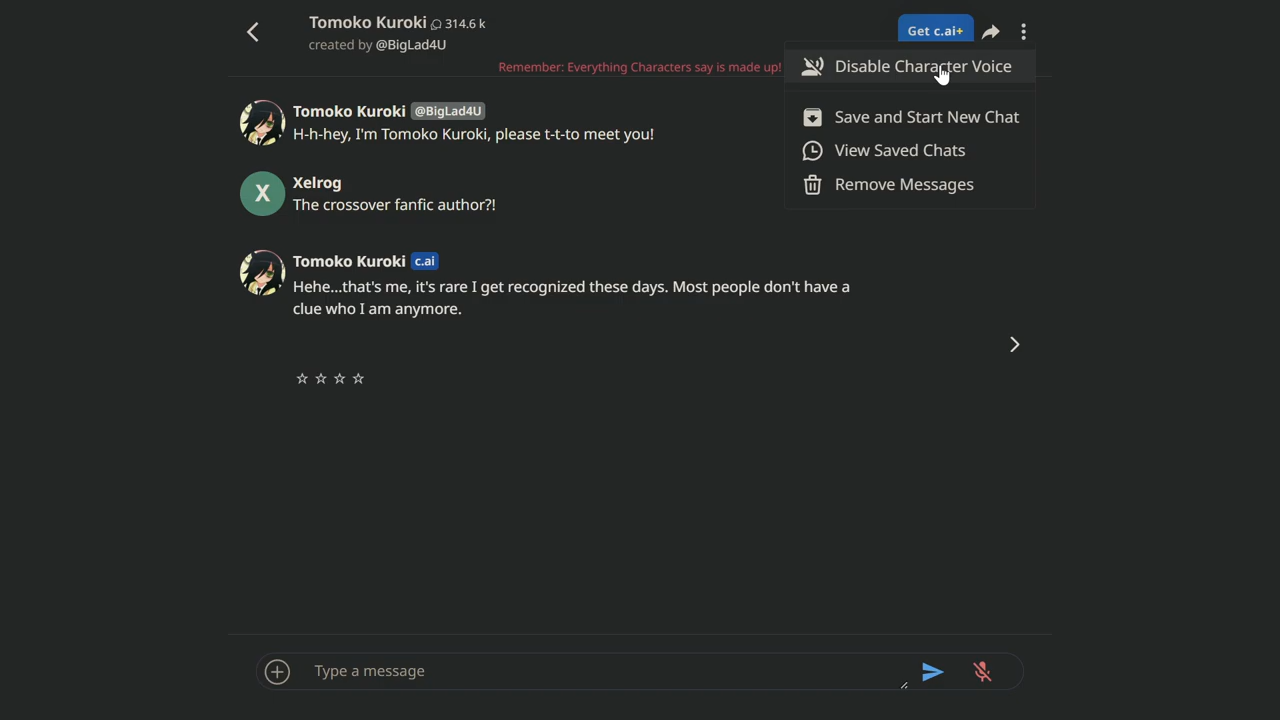 Tomoko Kuroki 314.6 k
Get c.ai+
created by @BigLad4U
Remember: Everything Characters say is made up!
Disable Character Voice
Save and Start New Chat
View Saved Chats
Remove Messages
Tomoko Kuroki @BigLad4U
H-h-hey, I'm Tomoko Kuroki, please t-t-to meet you!
X
Xelrog
The crossover fanfic author?!
Tomoko Kuroki c.ai
Hehe...that's me, it's rare I get recognized these days. Most people don't have a
clue who I am anymore.
Type a message